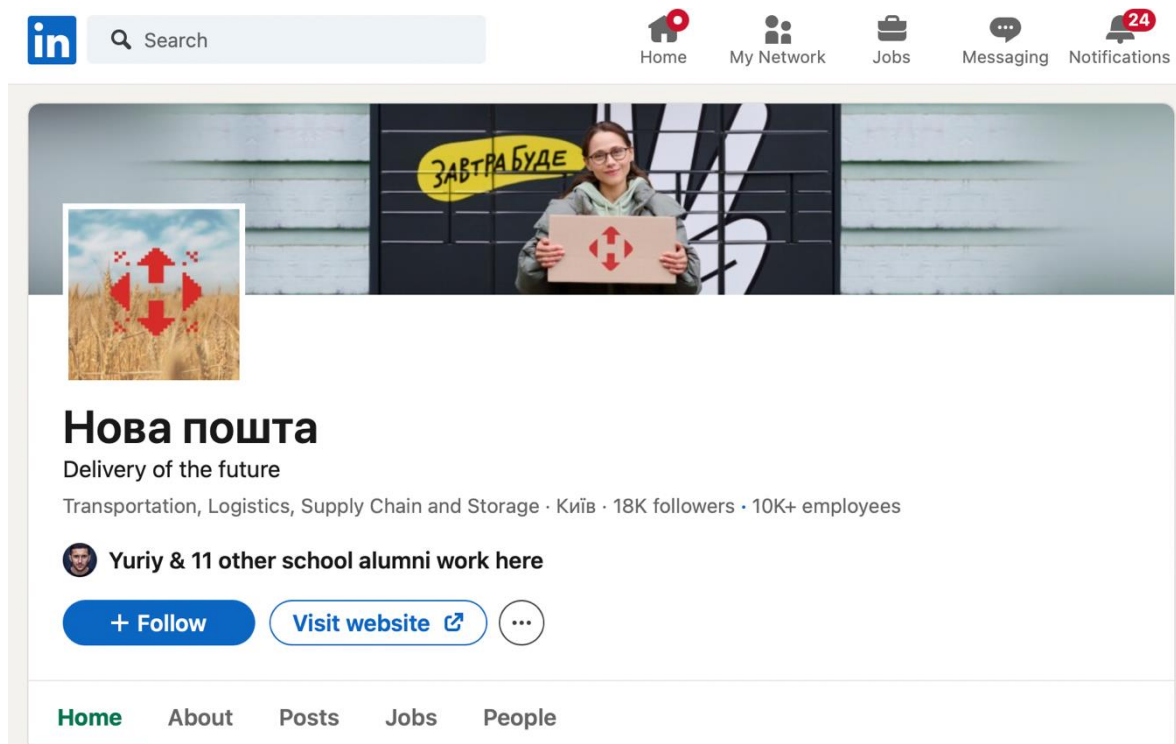 in
Search
Home
My Network
Jobs
Messaging
24
Notifications
ЗАВТРА БУДЕ
Нова пошта
Delivery of the future
Transportation, Logistics, Supply Chain and Storage · Київ · 18K followers · 10K+ employees
Yuriy & 11 other school alumni work here
+ Follow
Visit website
...
Home
About
Posts
Jobs
People